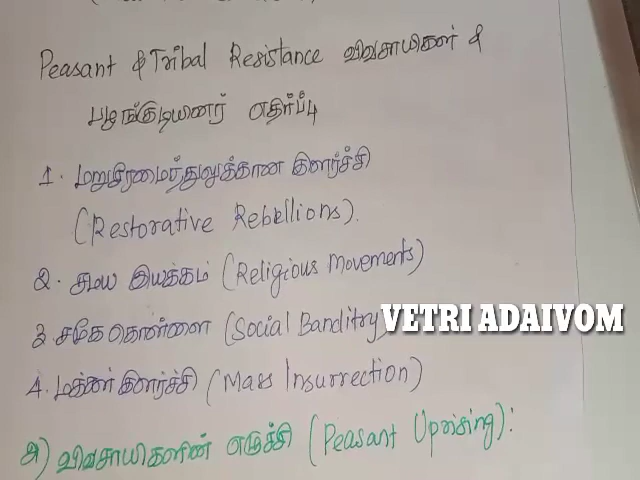 Peasant & Tribal Resistance விவசாயிகள் &
பழங்குடியினர் எதிர்ப்பு
1. மறுசீரமைத்தலுக்கான கிளர்ச்சி
(Restorative Rebellions).
2. சமய இயக்கம் (Religious Movements)
3. சமூக கொள்ளை (Social Banditry)
VETRI ADAIVOM
4. மக்கள் கிளர்ச்சி (Mass Insurrection)
அ) விவசாயிகளின் எழுச்சி (Peasant Uprising):